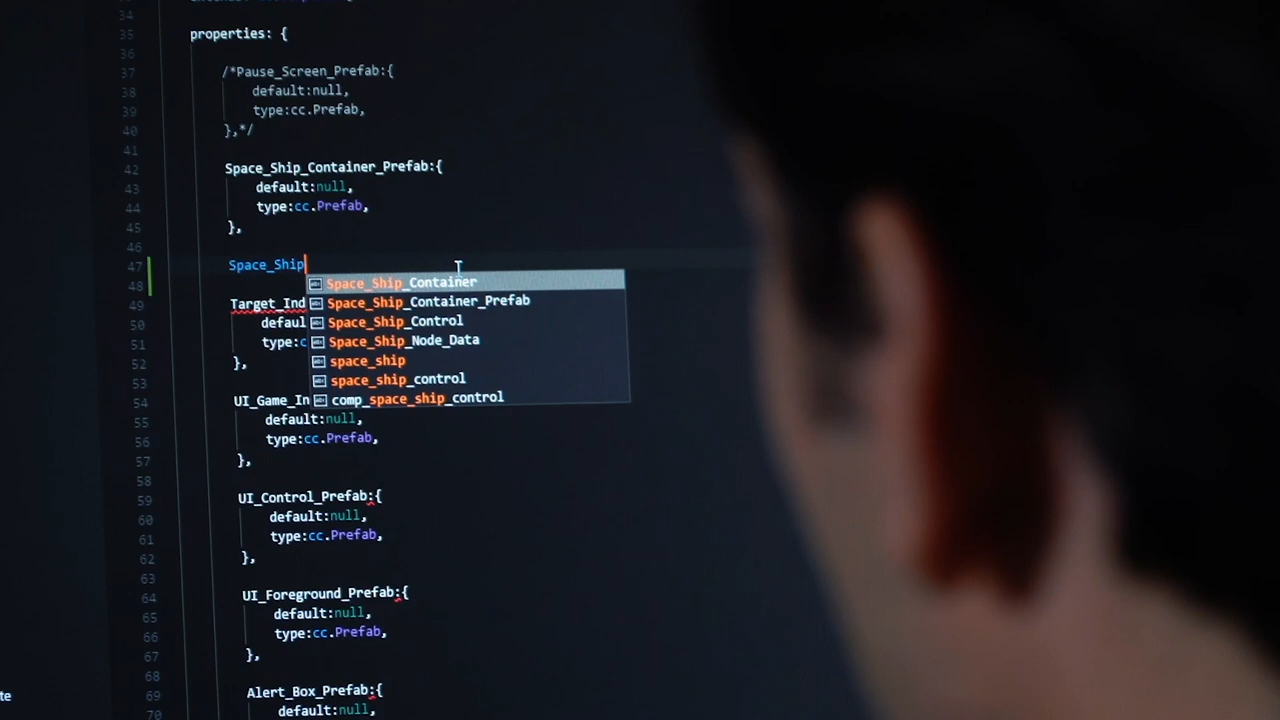 34
35 properties: {
36
37 /*Pause_Screen_Prefab:{
38 default:null,
39 type:cc.Prefab,
40 },*/
41
42 Space_Ship_Container_Prefab:{
43 default:null,
44 type:cc.Prefab,
45 },
46
47 Space_Ship
48 Space_Ship_Container
49 Target_Ind Space_Ship_Container_Prefab
50 defaul Space_Ship_Control
51 type:c Space_Ship_Node_Data
52 }, space_ship
53 space_ship_control
54 UI_Game_In comp_space_ship_control
55 default:null,
56 type:cc.Prefab,
57 },
58
59 UI_Control_Prefab:{
60 default:null,
61 type:cc.Prefab,
62 },
63
64 UI_Foreground_Prefab:{
65 default:null,
66 type:cc.Prefab,
67 },
68
69 Alert_Box_Prefab:{
70 default:null,
te